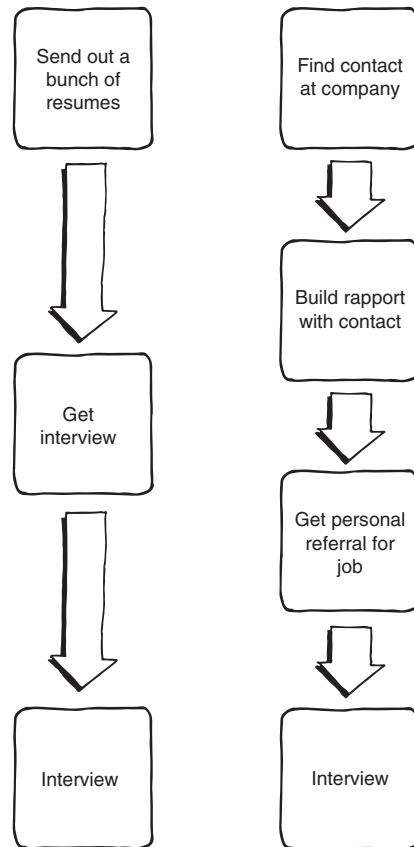 Send out a
bunch of
resumes
Get
interview
Interview
Find contact
at company
Build rapport
with contact
Get personal
referral for
job
Interview